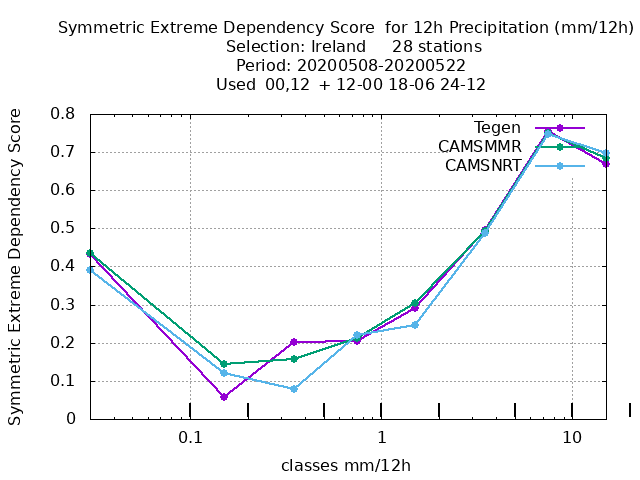 Symmetric Extreme Dependency Score  for 12h Precipitation (mm/12h)
Selection: Ireland     28 stations
Period: 20200508-20200522
Used  00,12  + 12-00 18-06 24-12
Symmetric Extreme Dependency Score
0.8
0.7
0.6
0.5
0.4
0.3
0.2
0.1
0
Tegen
CAMSMMR
CAMSNRT
0.1 1 10
classes mm/12h